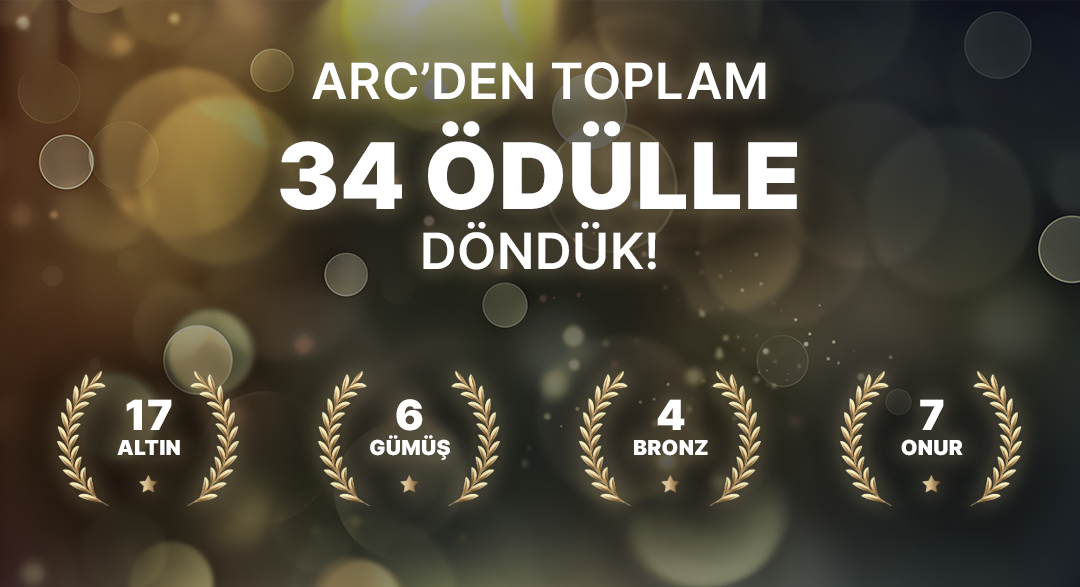 ARC’DEN TOPLAM
34 ÖDÜLLE
DÖNDÜK!
17
ALTIN
6
GÜMÜŞ
4
BRONZ
7
ONUR